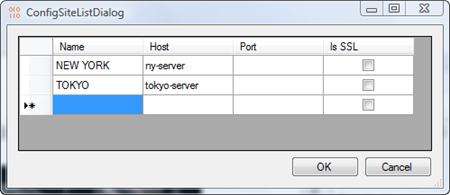 ConfigSiteListDialog
Name Host Port Is SSL
NEW YORK ny-server
TOKYO tokyo-server
OK Cancel